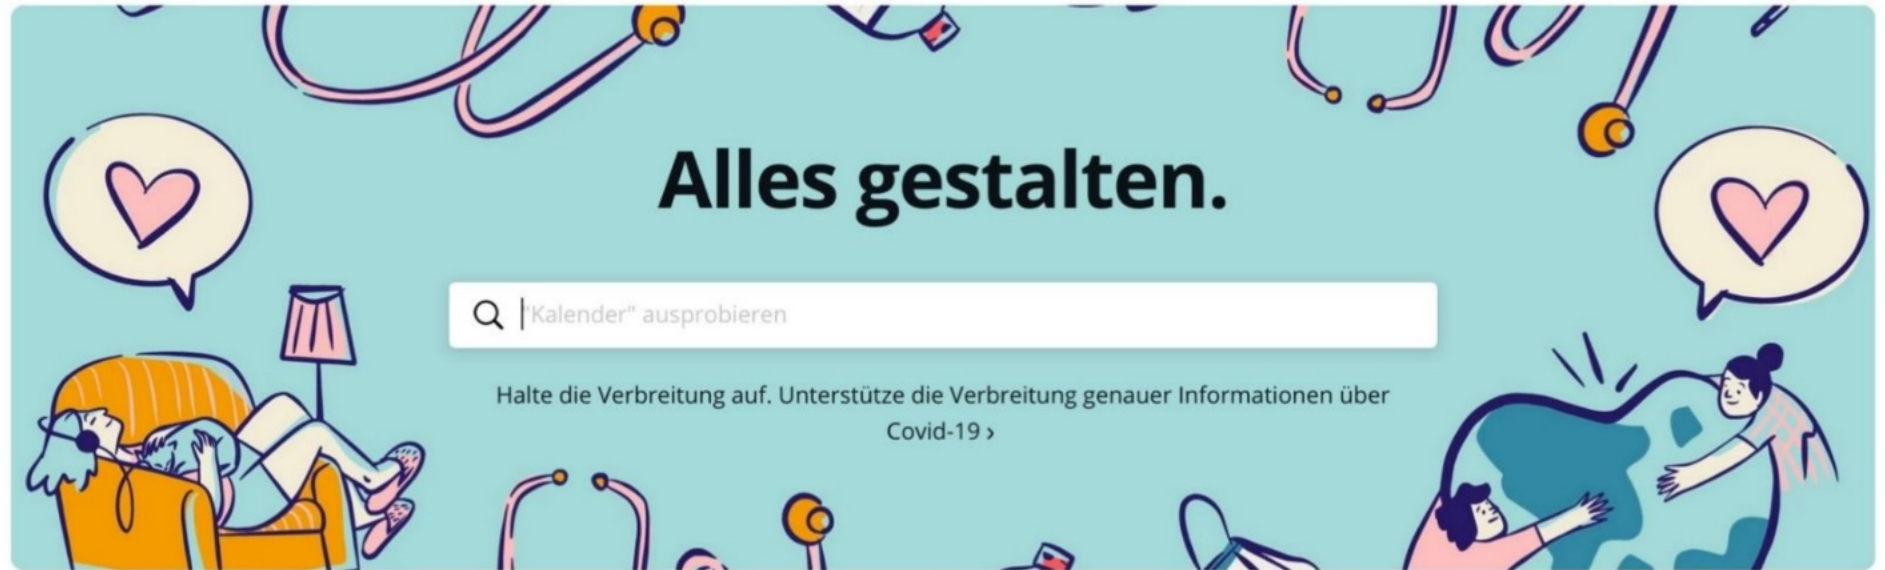 Alles gestalten.
"Kalender" ausprobieren
Halte die Verbreitung auf. Unterstütze die Verbreitung genauer Informationen über
Covid-19 ›